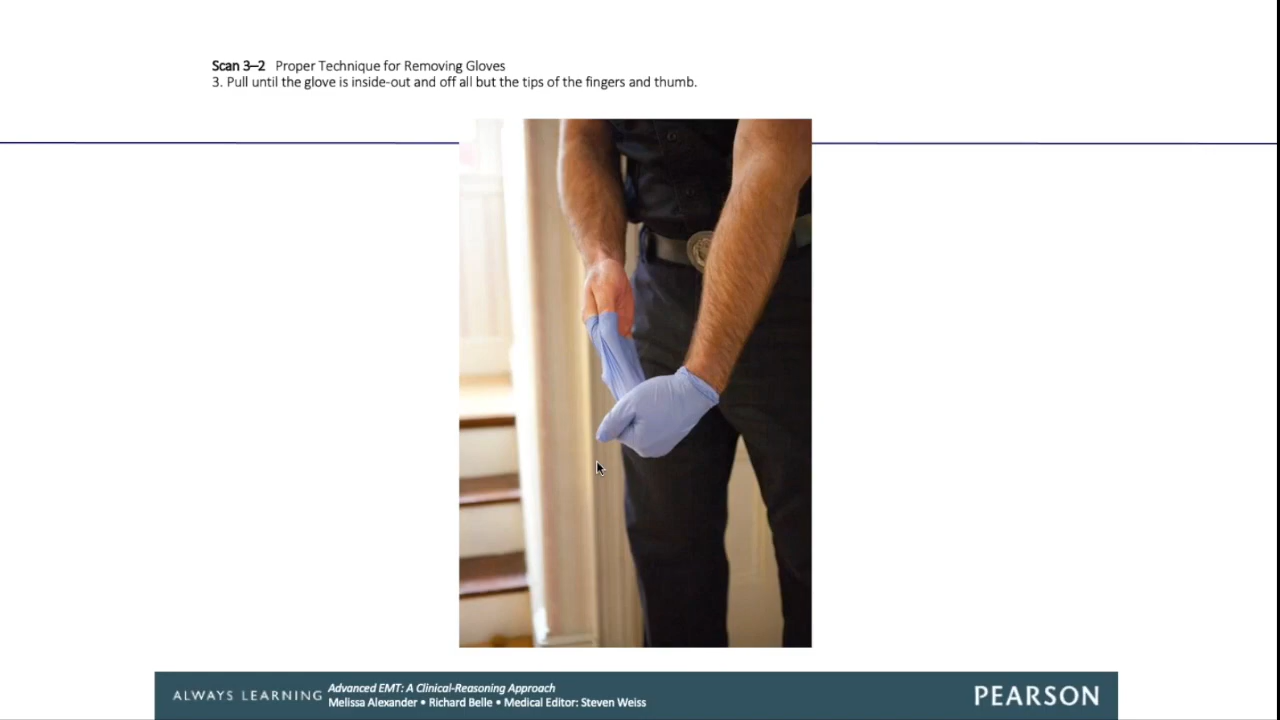 Scan 3–2 Proper Technique for Removing Gloves
3. Pull until the glove is inside-out and off all but the tips of the fingers and thumb.
ALWAYS LEARNING
Advanced EMT: A Clinical-Reasoning Approach
Melissa Alexander • Richard Belle • Medical Editor: Steven Weiss
PEARSON